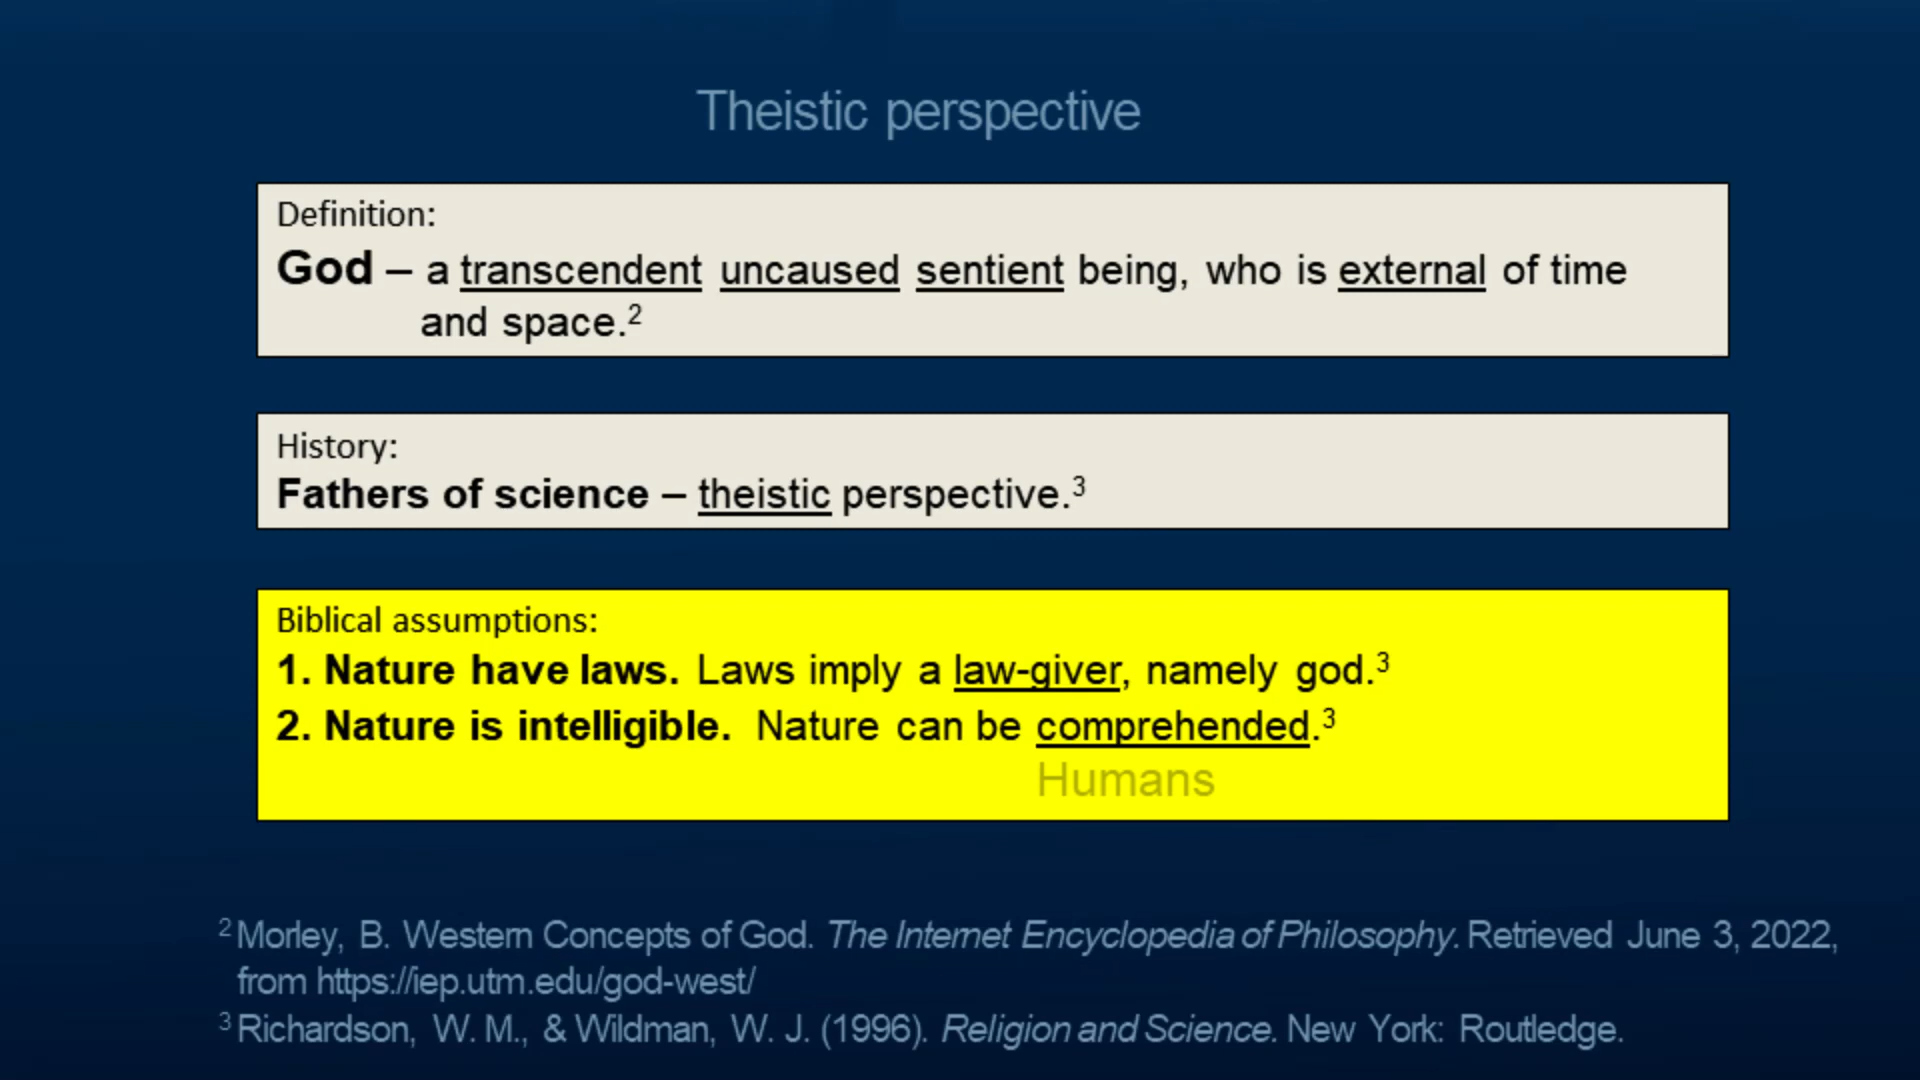 Theistic perspective
Definition:
God – a transcendent uncaused sentient being, who is external of time
and space.²
History:
Fathers of science – theistic perspective.³
Biblical assumptions:
1. Nature have laws. Laws imply a law-giver, namely god.³
2. Nature is intelligible. Nature can be comprehended.³
Humans
² Morley, B. Western Concepts of God. The Internet Encyclopedia of Philosophy. Retrieved June 3, 2022,
from https://iep.utm.edu/god-west/
³ Richardson, W. M., & Wildman, W. J. (1996). Religion and Science. New York: Routledge.